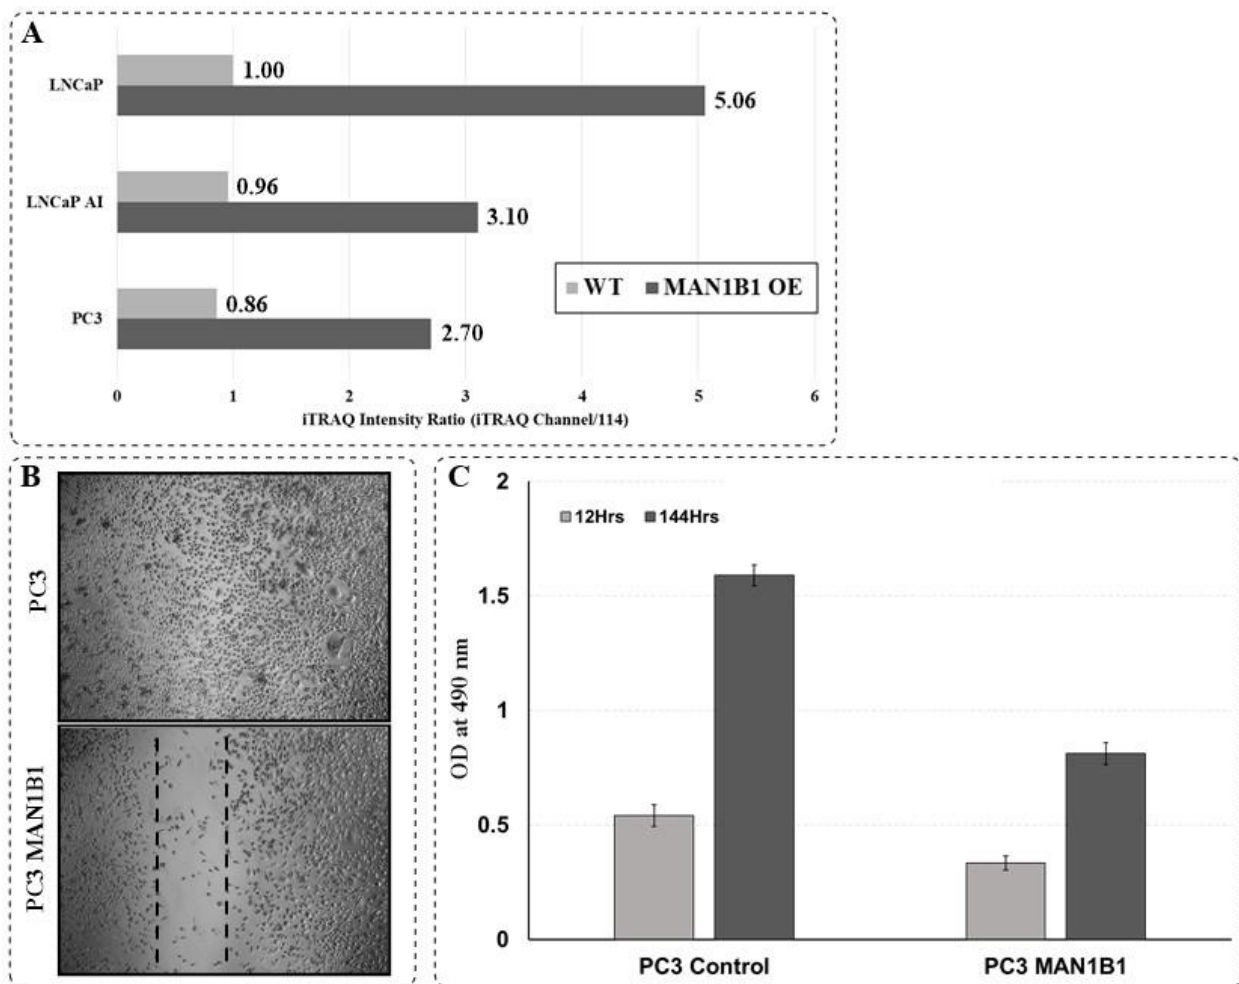 A
LNCaP
1.00
5.06
LNCaP AI
0.96
3.10
WT MAN1B1 OE
PC3
0.86
2.70
0 1 2 3 4 5 6
iTRAQ Intensity Ratio (iTRAQ Channel/114)
B
PC3
PC3 MAN1B1
C
2
12Hrs 144Hrs
1.5
1
0.5
0
OD at 490 nm
PC3 Control PC3 MAN1B1